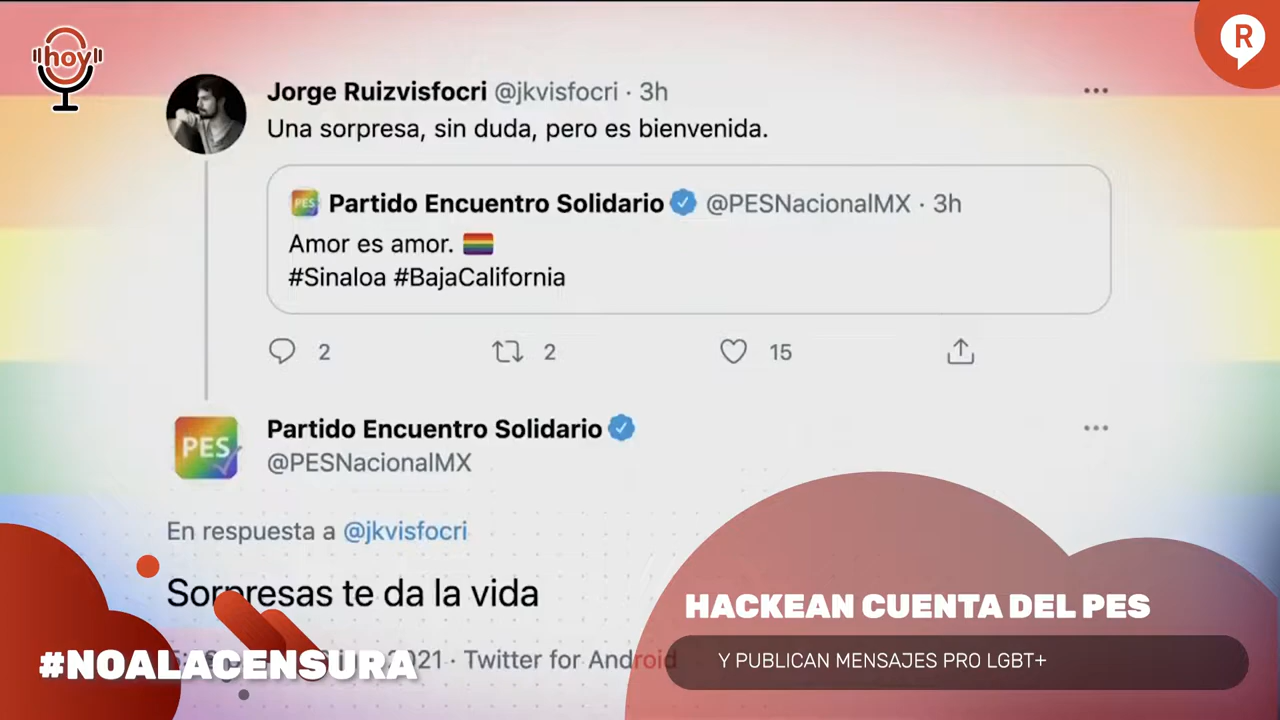 hoy
R
Jorge Ruizvisfocri @jkvisfocri · 3h
Una sorpresa, sin duda, pero es bienvenida.
PES Partido Encuentro Solidario @PESNacionalMX · 3h
Amor es amor.
#Sinaloa #BajaCalifornia
2 2 15
PES Partido Encuentro Solidario
@PESNacionalMX
En respuesta a @jkvisfocri
Sorpresas te da la vida
2021 · Twitter for Android
#NOALACENSURA
HACKEAN CUENTA DEL PES
Y PUBLICAN MENSAJES PRO LGBT+